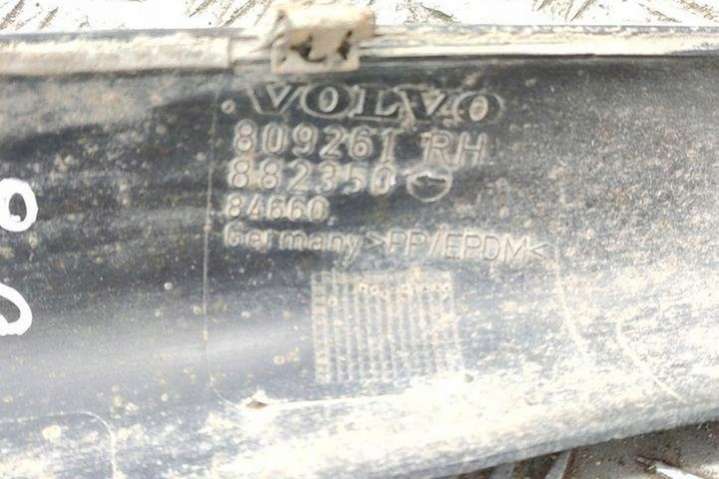 VOLVO
809261 RH
882350
84660
Germany >PP/EPDM<